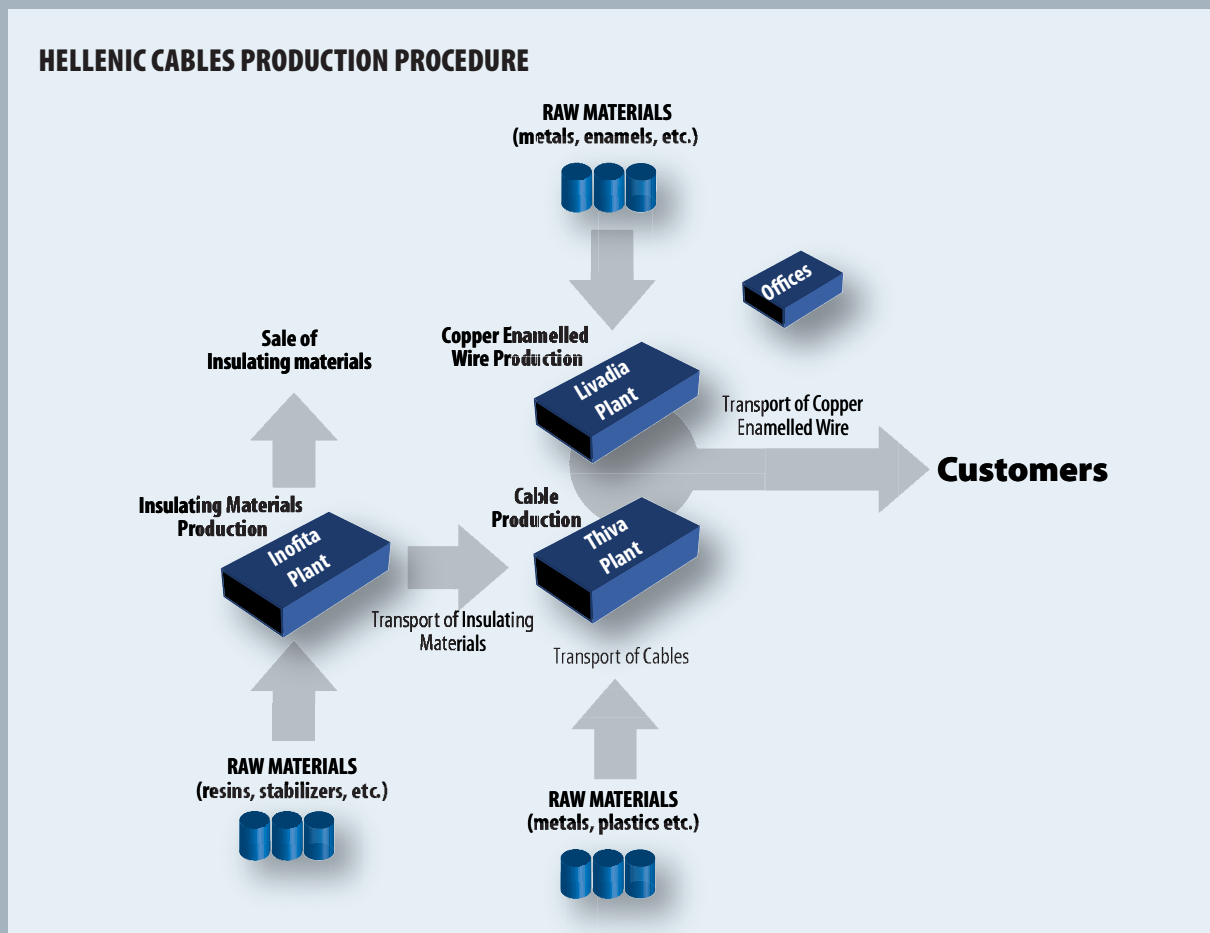 HELLENIC CABLES PRODUCTION PROCEDURE
RAW MATERIALS
(metals, enamels, etc.)
Offices
Sale of
Insulating materials
Copper Enamelled
Wire Production
Livadia
Plant
Transport of Copper
Enamelled Wire
Customers
Insulating Materials
Production
Inofita
Plant
Cable
Production
Thiva
Plant
Transport of Insulating
Materials
Transport of Cables
RAW MATERIALS
(resins, stabilizers, etc.)
RAW MATERIALS
(metals, plastics etc.)